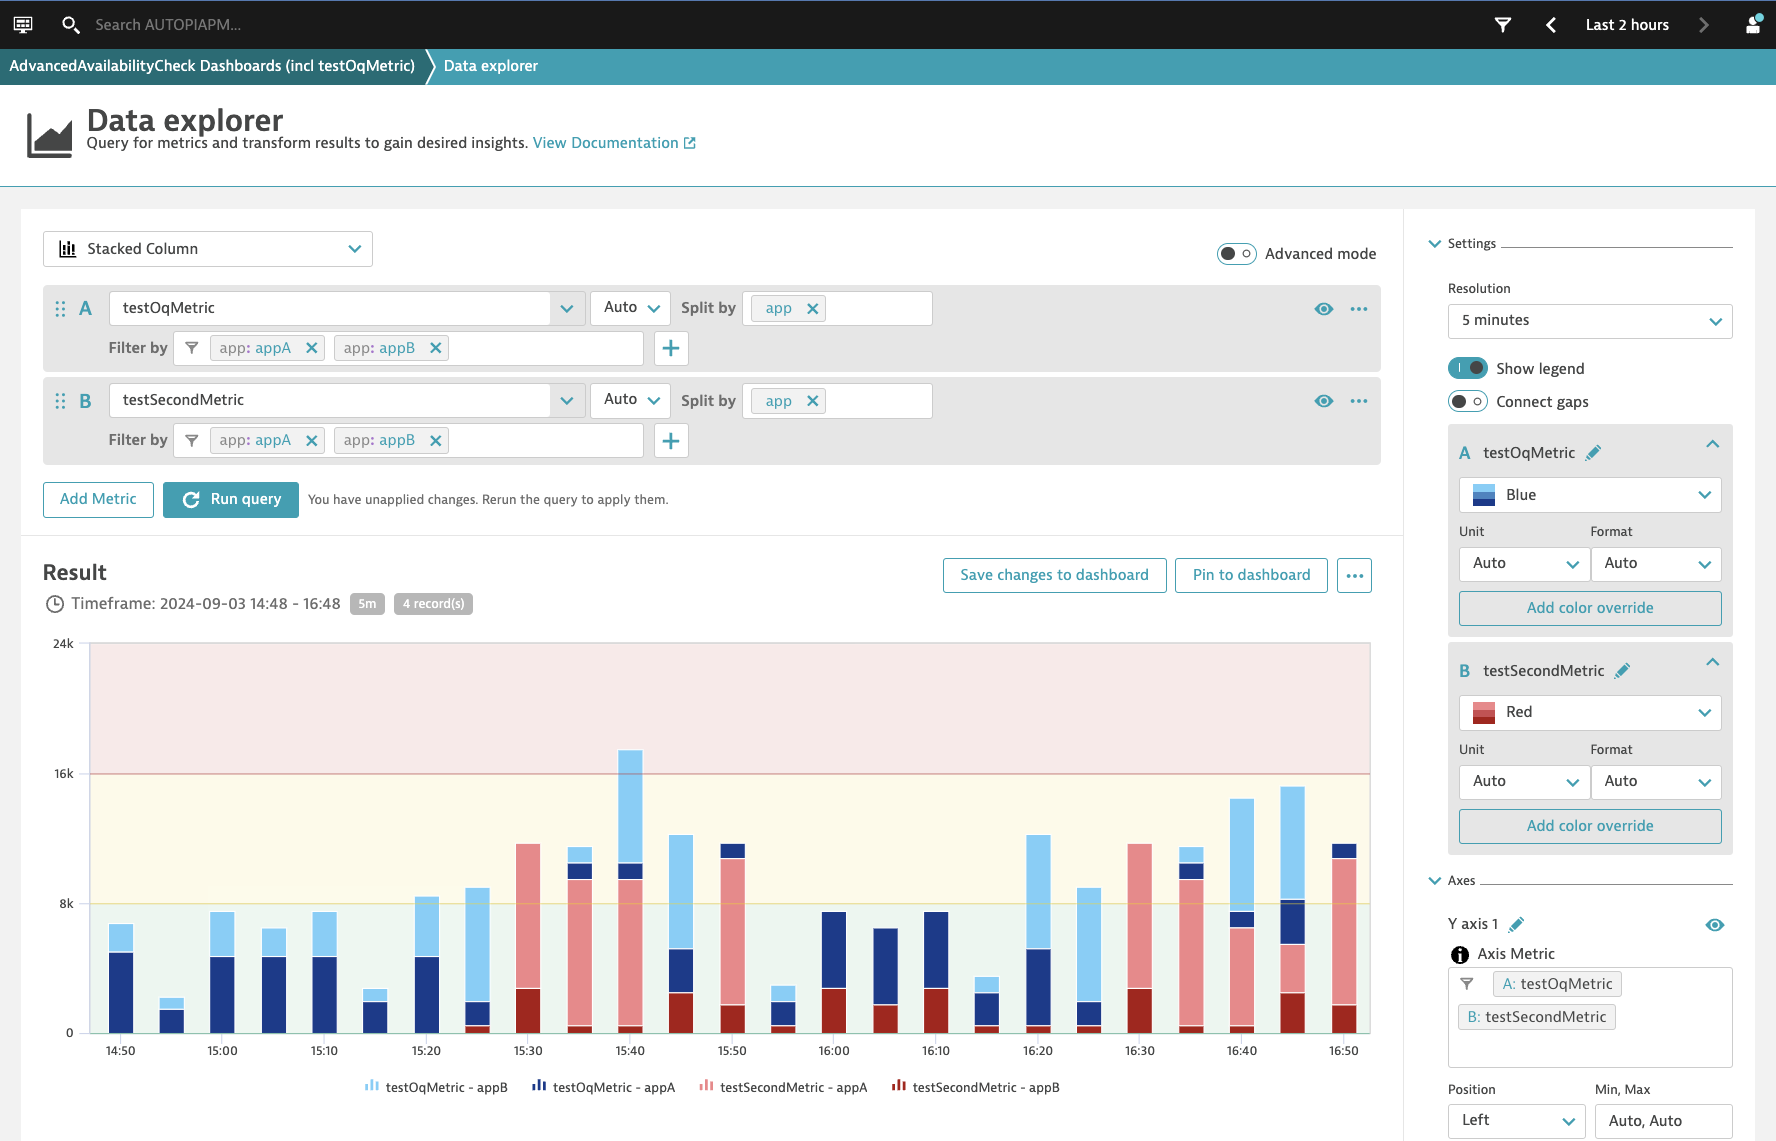 Search AUTOPIAPM...
Last 2 hours
AdvancedAvailabilityCheck Dashboards (incl testOqMetric)
Data explorer
Data explorer
Query for metrics and transform results to gain desired insights. View Documentation
Stacked Column
Advanced mode
A testOqMetric Auto Split by app
Filter by app: appA app: appB
B testSecondMetric Auto Split by app
Filter by app: appA app: appB
Add Metric Run query You have unapplied changes. Rerun the query to apply them.
Result
Save changes to dashboard Pin to dashboard
Timeframe: 2024-09-03 14:48 - 16:48 5m 4 record(s)
24k
16k
8k
0
14:50 15:00 15:10 15:20 15:30 15:40 15:50 16:00 16:10 16:20 16:30 16:40 16:50
testOqMetric - appB testOqMetric - appA testSecondMetric - appA testSecondMetric - appB
Settings
Resolution
5 minutes
Show legend
Connect gaps
A testOqMetric
Blue
Unit Format
Auto Auto
Add color override
B testSecondMetric
Red
Unit Format
Auto Auto
Add color override
Axes
Y axis 1
Axis Metric
A: testOqMetric
B: testSecondMetric
Position Min, Max
Left Auto, Auto